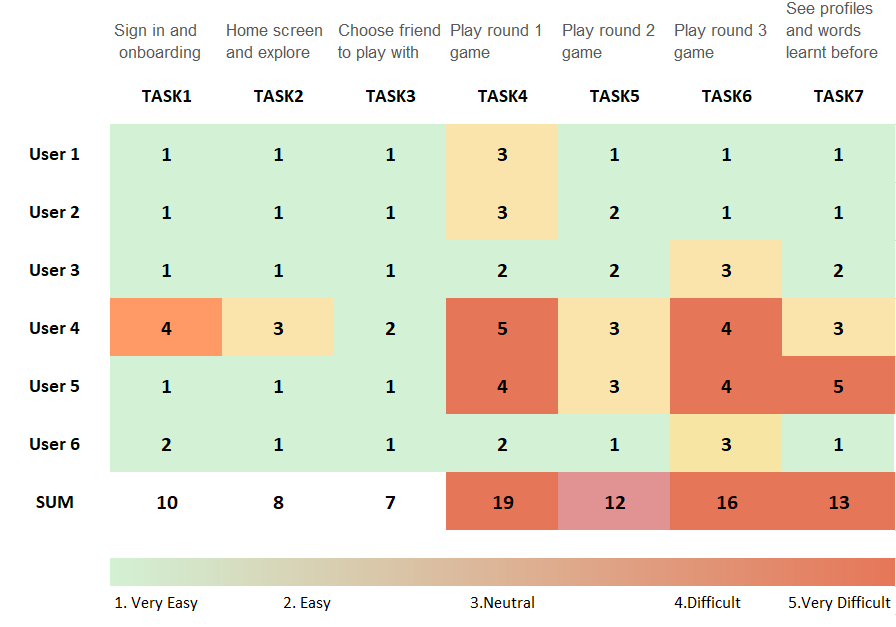 Sign in and onboarding
Home screen and explore
Choose friend to play with
Play round 1 game
Play round 2 game
Play round 3 game
See profiles and words learnt before
TASK1 TASK2 TASK3 TASK4 TASK5 TASK6 TASK7
User 1 1 1 1 3 1 1 1
User 2 1 1 1 3 2 1 1
User 3 1 1 1 2 2 3 2
User 4 4 3 2 5 3 4 3
User 5 1 1 1 4 3 4 5
User 6 2 1 1 2 1 3 1
SUM 10 8 7 19 12 16 13
1. Very Easy 2. Easy 3.Neutral 4.Difficult 5.Very Difficult